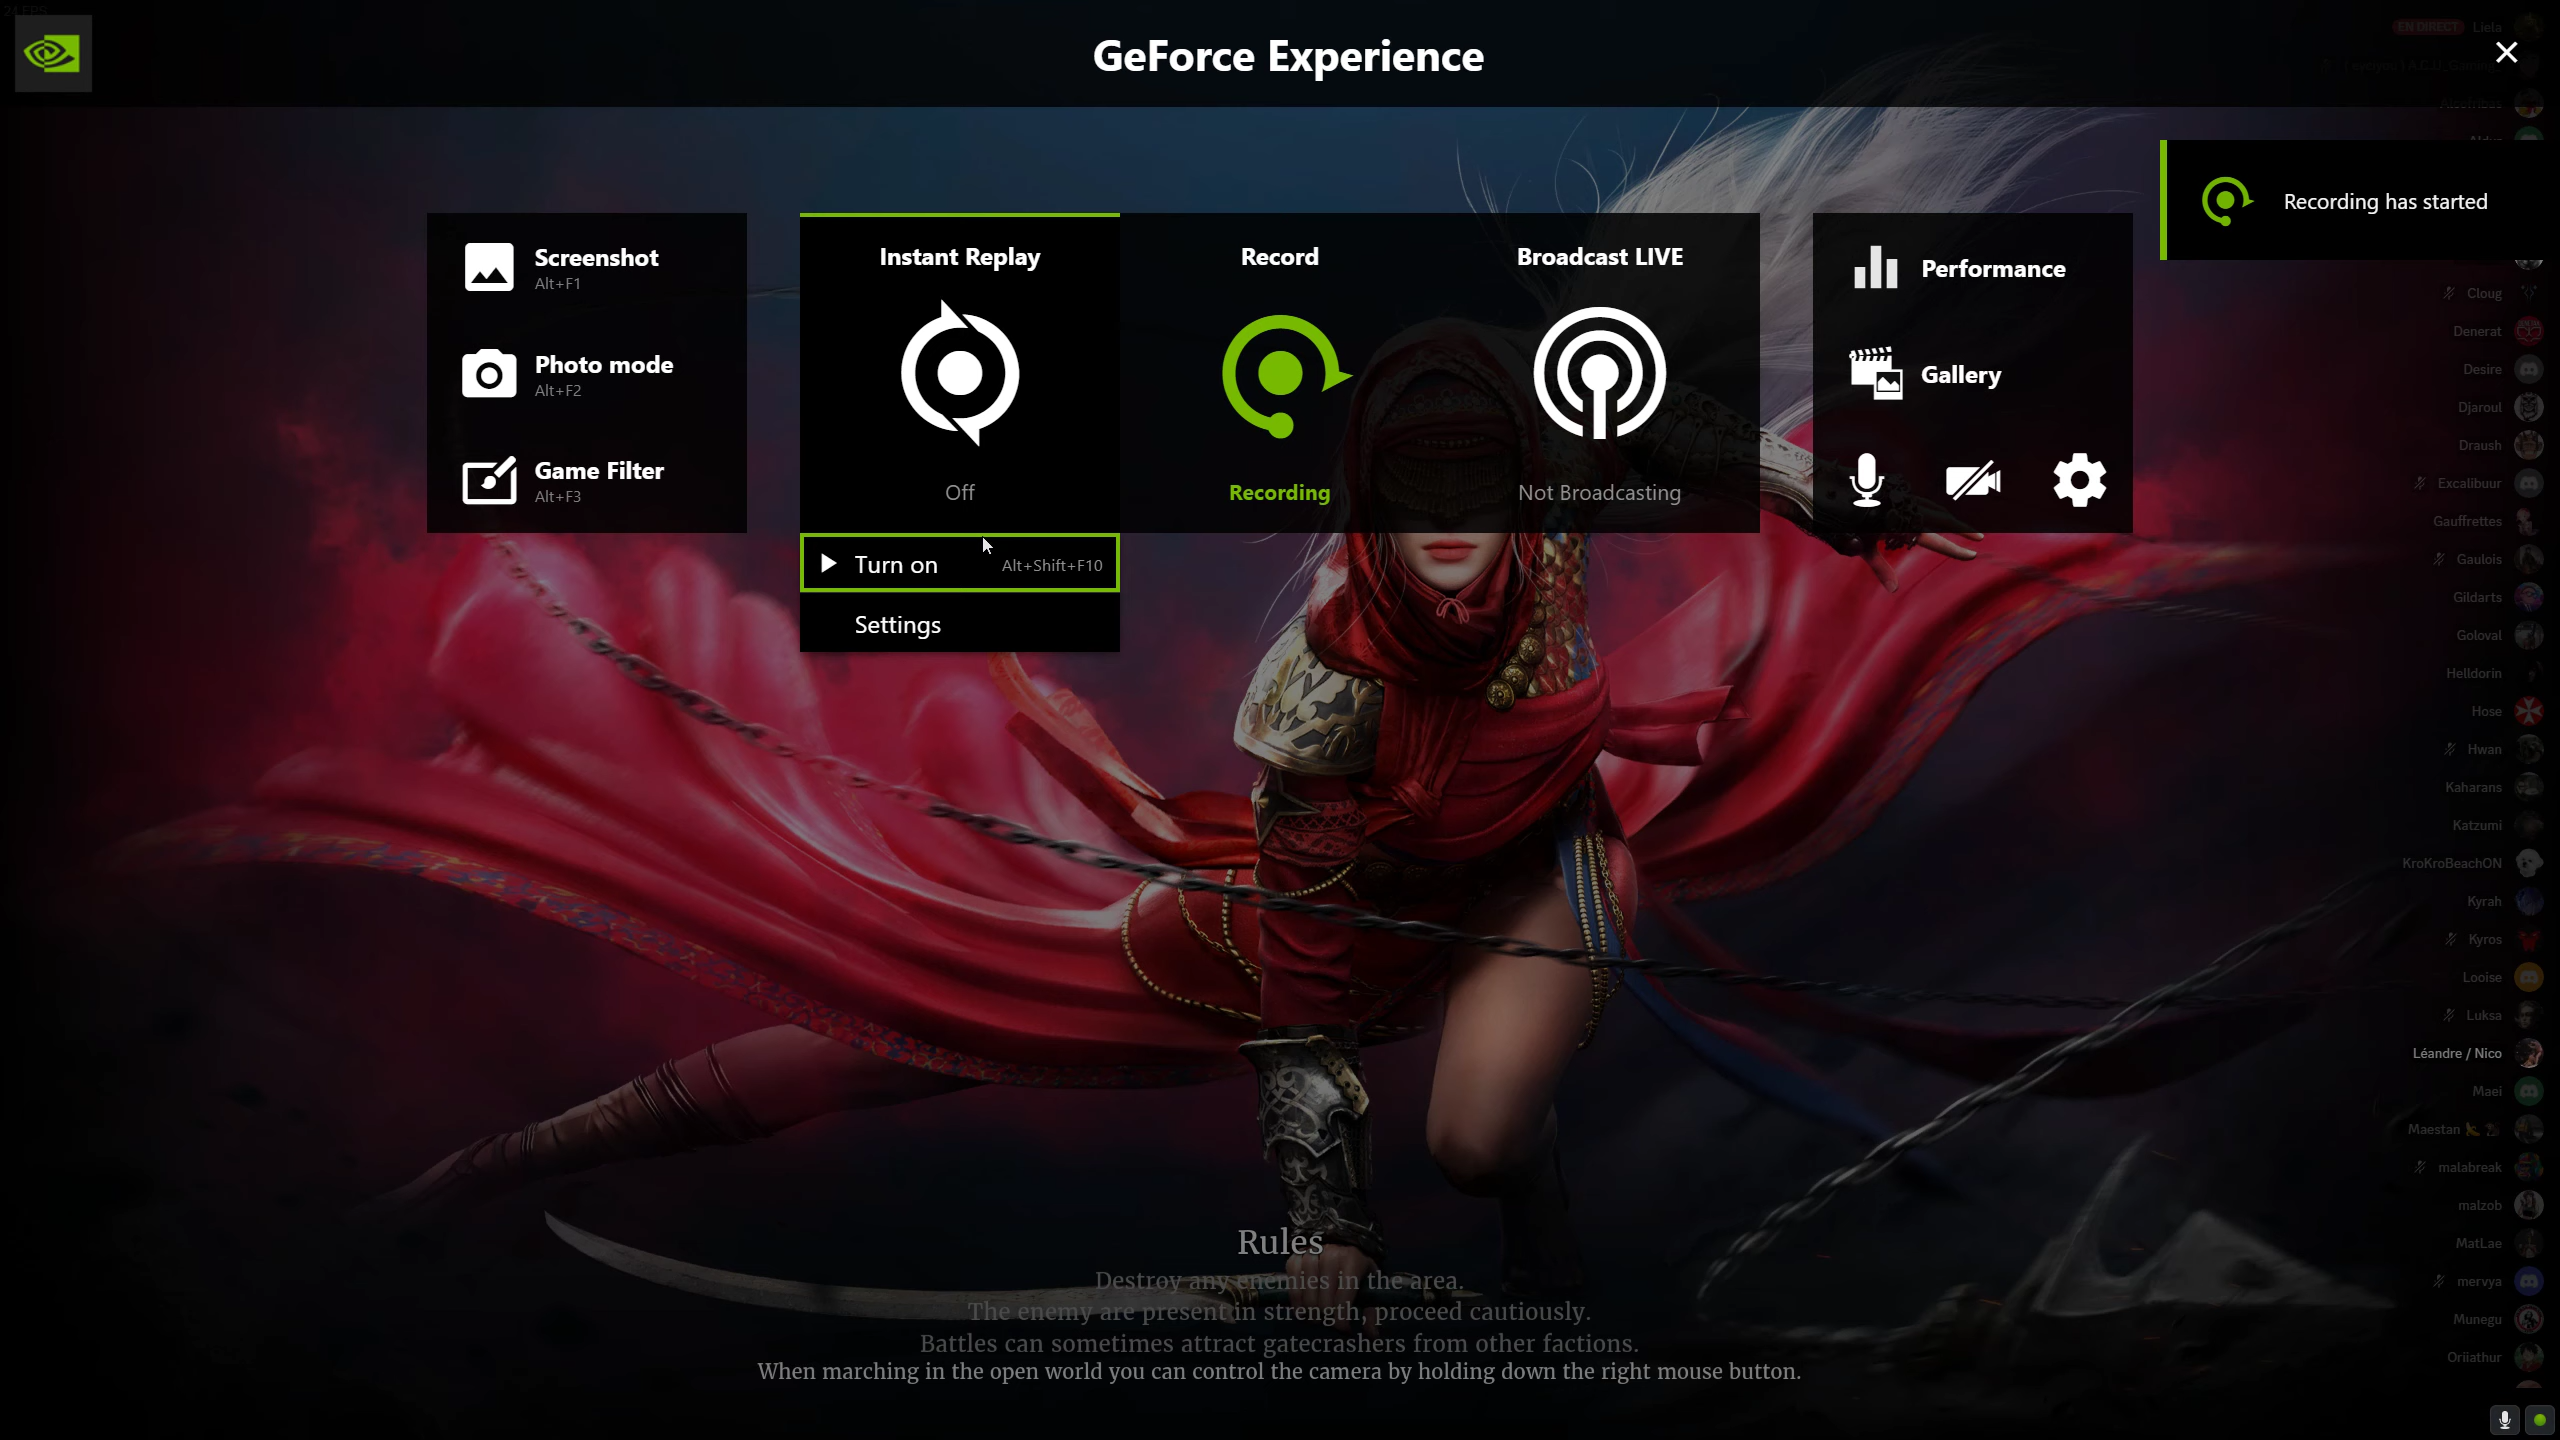 GeForce Experience
EN DIRECT Liela
Recording has started
Screenshot
Alt+F1
Photo mode
Alt+F2
Game Filter
Alt+F3
Instant Replay
Off
Record
Recording
Broadcast LIVE
Not Broadcasting
Performance
Gallery
Turn on Alt+Shift+F10
Settings
Cloug
Denerat
Desire
Djaroul
Draush
Excalibuur
Gauffrettes
Gaulois
Gildarts
Goloval
Helldorin
Hose
Hwan
Kaharans
Katzumi
KroKroBeachON
Kyrah
Kyros
Looise
Luksa
Léandre / Nico
Maei
Maestan
malabreak
malzob
MatLae
mervya
Munegu
Oriiathur
Rules
Destroy any enemies in the area.
The enemy are present in strength, proceed cautiously.
Battles can sometimes attract gatecrashers from other factions.
When marching in the open world you can control the camera by holding down the right mouse button.